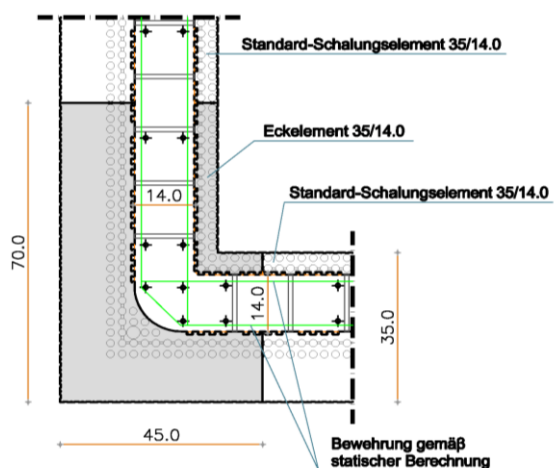 Standard-Schalungselement 35/14.0
Eckelement 35/14.0
Standard-Schalungselement 35/14.0
14.0
70.0
14.0
35.0
45.0
Bewehrung gemäß
statischer Berechnung